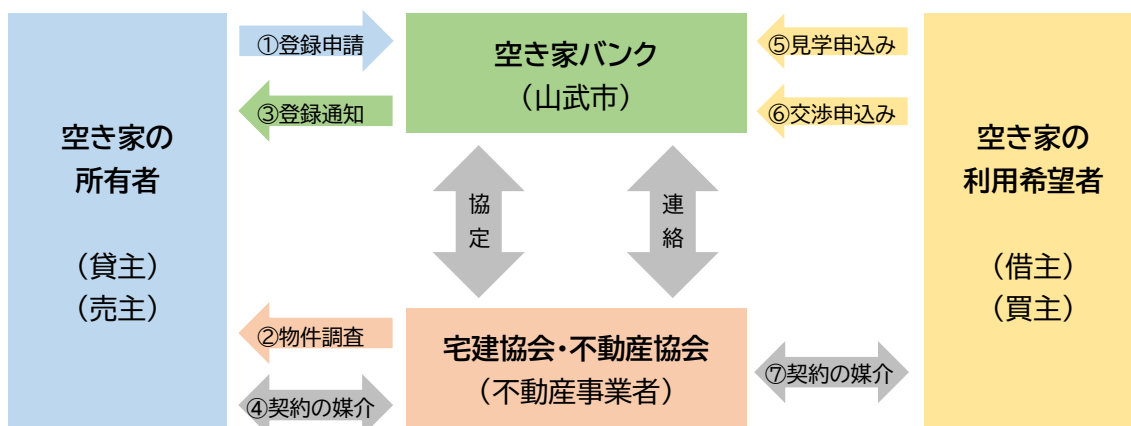 空き家の
所有者
（貸主）
（売主）
①登録申請
③登録通知
②物件調査
④契約の媒介
空き家バンク
（山武市）
協定
連絡
宅建協会・不動産協会
（不動産事業者）
⑤見学申込み
⑥交渉申込み
⑦契約の媒介
空き家の
利用希望者
（借主）
（買主）